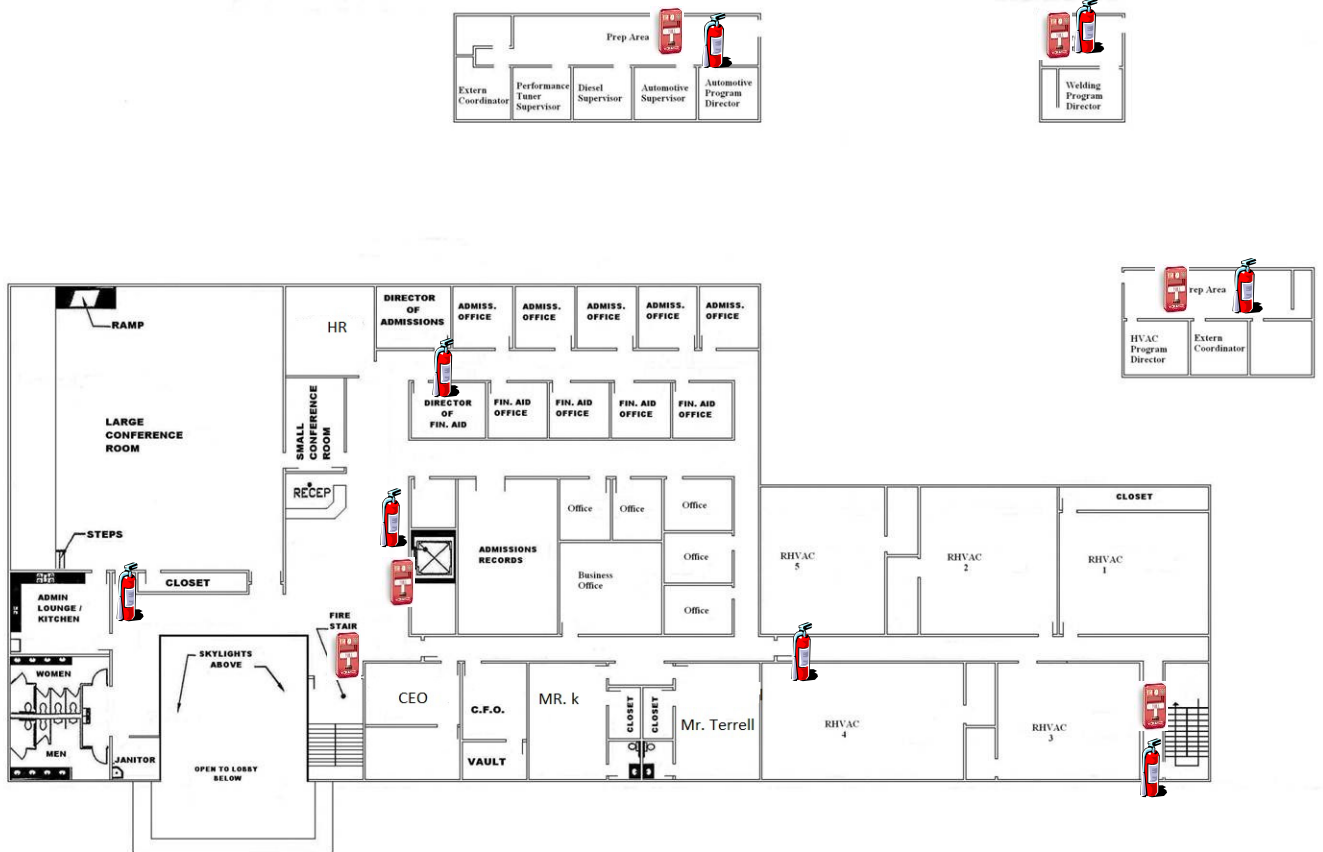 Prep Area
Extern
Coordinator
Performance
Tuner
Supervisor
Diesel
Supervisor
Automotive
Supervisor
Automotive
Program
Director
Welding
Program
Director
rep Area
HVAC
Program
Director
Extern
Coordinator
RAMP
HR
DIRECTOR
OF
ADMISSIONS
ADMISS.
OFFICE
ADMISS.
OFFICE
ADMISS.
OFFICE
ADMISS.
OFFICE
ADMISS.
OFFICE
LARGE
CONFERENCE
ROOM
SMALL
CONFERENCE
ROOM
DIRECTOR
OF
FIN. AID
FIN. AID
OFFICE
FIN. AID
OFFICE
FIN. AID
OFFICE
FIN. AID
OFFICE
RECEP
STEPS
ADMISSIONS
RECORDS
Office
Office
Office
Office
Office
Business
Office
RHVAC
5
RHVAC
2
CLOSET
RHVAC
1
ADMIN
LOUNGE /
KITCHEN
CLOSET
FIRE
STAIR
SKYLIGHTS
ABOVE
WOMEN
MEN
JANITOR
OPEN TO LOBBY
BELOW
CEO
C.F.O.
VAULT
MR. k
CLOSET
CLOSET
Mr. Terrell
RHVAC
4
RHVAC
3